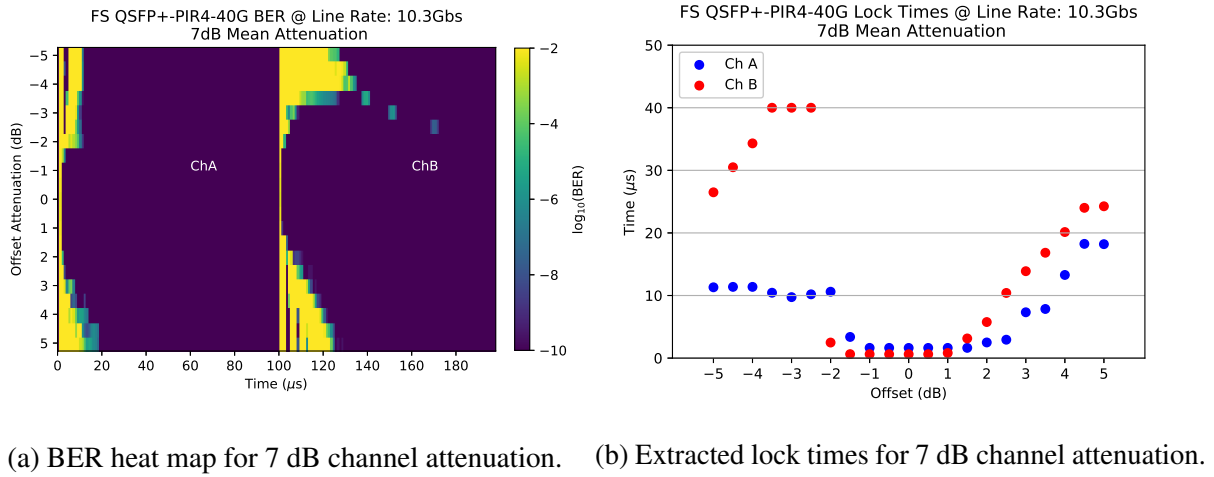 FS QSFP+-PIR4-40G BER @ Line Rate: 10.3Gbs
7dB Mean Attenuation
Offset Attenuation (dB)
−5
−4
−3
−2
−1
0
1
2
3
4
5
ChA
ChB
0 20 40 60 80 100 120 140 160 180
Time (μs)
−2
−4
−6
−8
−10
log10(BER)
FS QSFP+-PIR4-40G Lock Times @ Line Rate: 10.3Gbs
7dB Mean Attenuation
Ch A
Ch B
Time (μs)
50
40
30
20
10
0
−5 −4 −3 −2 −1 0 1 2 3 4 5
Offset (dB)
(a) BER heat map for 7 dB channel attenuation.
(b) Extracted lock times for 7 dB channel attenuation.